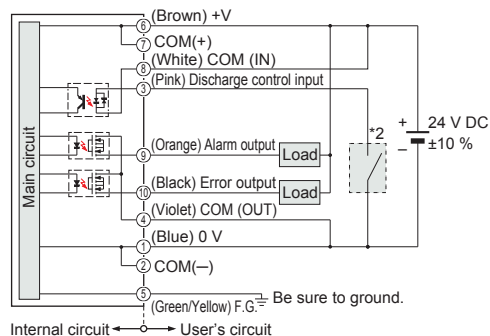 Main circuit
6
(Brown) +V
7
COM(+)
(White) COM (IN)
8
(Pink) Discharge control input
3
*2
+
24 V DC
±10 %
–
(Orange) Alarm output
9
Load
(Black) Error output
10
Load
(Violet) COM (OUT)
4
(Blue) 0 V
1
2
COM(—)
5
(Green/Yellow) F.G.
Be sure to ground.
Internal circuit
User's circuit